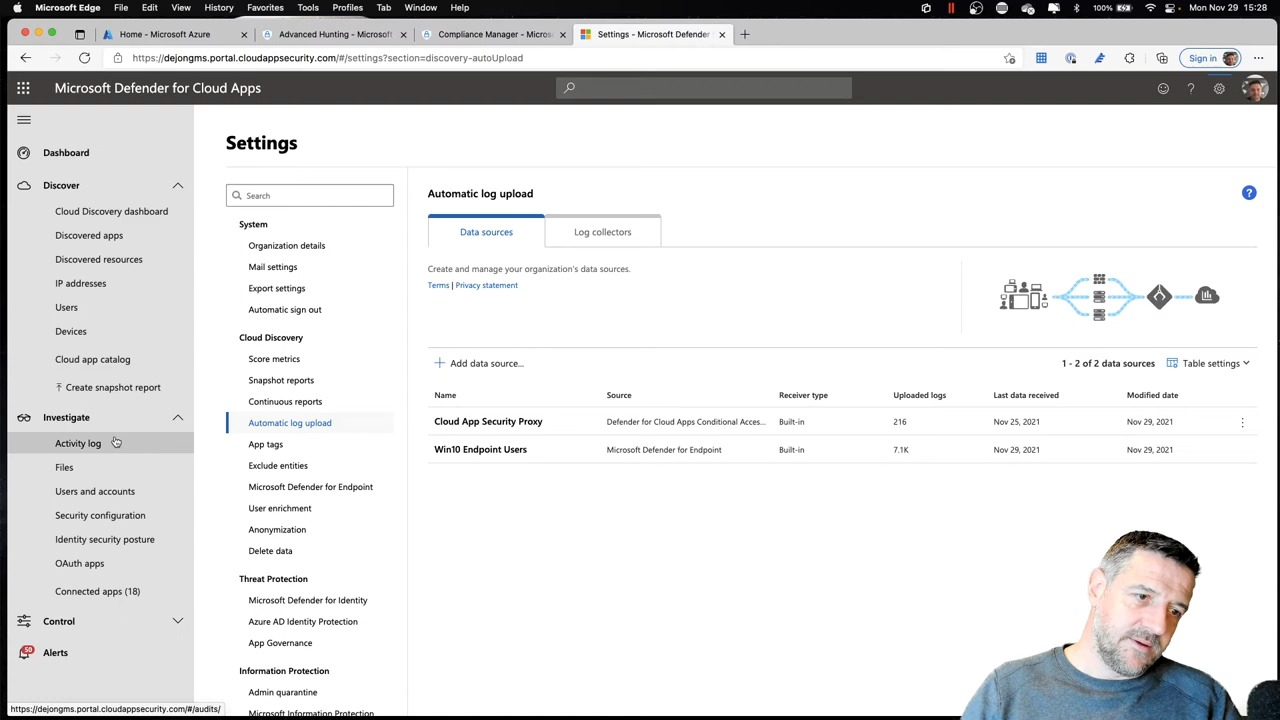 Microsoft Edge File Edit View History Favorites Tools Profiles Tab Window Help 100% Mon Nov 29 15:28
Home - Microsoft Azure
Advanced Hunting - Microsoft
Compliance Manager - Micros
Settings - Microsoft Defender
https://dejongms.portal.cloudappsecurity.com/#/settings?section=discovery-autoUpload
Sign in
Microsoft Defender for Cloud Apps
Dashboard
Discover
Cloud Discovery dashboard
Discovered apps
Discovered resources
IP addresses
Users
Devices
Cloud app catalog
Create snapshot report
Investigate
Activity log
Files
Users and accounts
Security configuration
Identity security posture
OAuth apps
Connected apps (18)
Control
50
Alerts
https://dejongms.portal.cloudappsecurity.com/#/audits/
Settings
Search
System
Organization details
Mail settings
Export settings
Automatic sign out
Cloud Discovery
Score metrics
Snapshot reports
Continuous reports
Automatic log upload
App tags
Exclude entities
Microsoft Defender for Endpoint
User enrichment
Anonymization
Delete data
Threat Protection
Microsoft Defender for Identity
Azure AD Identity Protection
App Governance
Information Protection
Admin quarantine
Microsoft Information Protection
Automatic log upload
?
Data sources
Log collectors
Create and manage your organization's data sources.
Terms | Privacy statement
Add data source...
1 - 2 of 2 data sources
Table settings
Name Source Receiver type Uploaded logs Last data received Modified date
Cloud App Security Proxy Defender for Cloud Apps Conditional Acces... Built-in 216 Nov 25, 2021 Nov 29, 2021
Win10 Endpoint Users Microsoft Defender for Endpoint Built-in 7.1K Nov 29, 2021 Nov 29, 2021